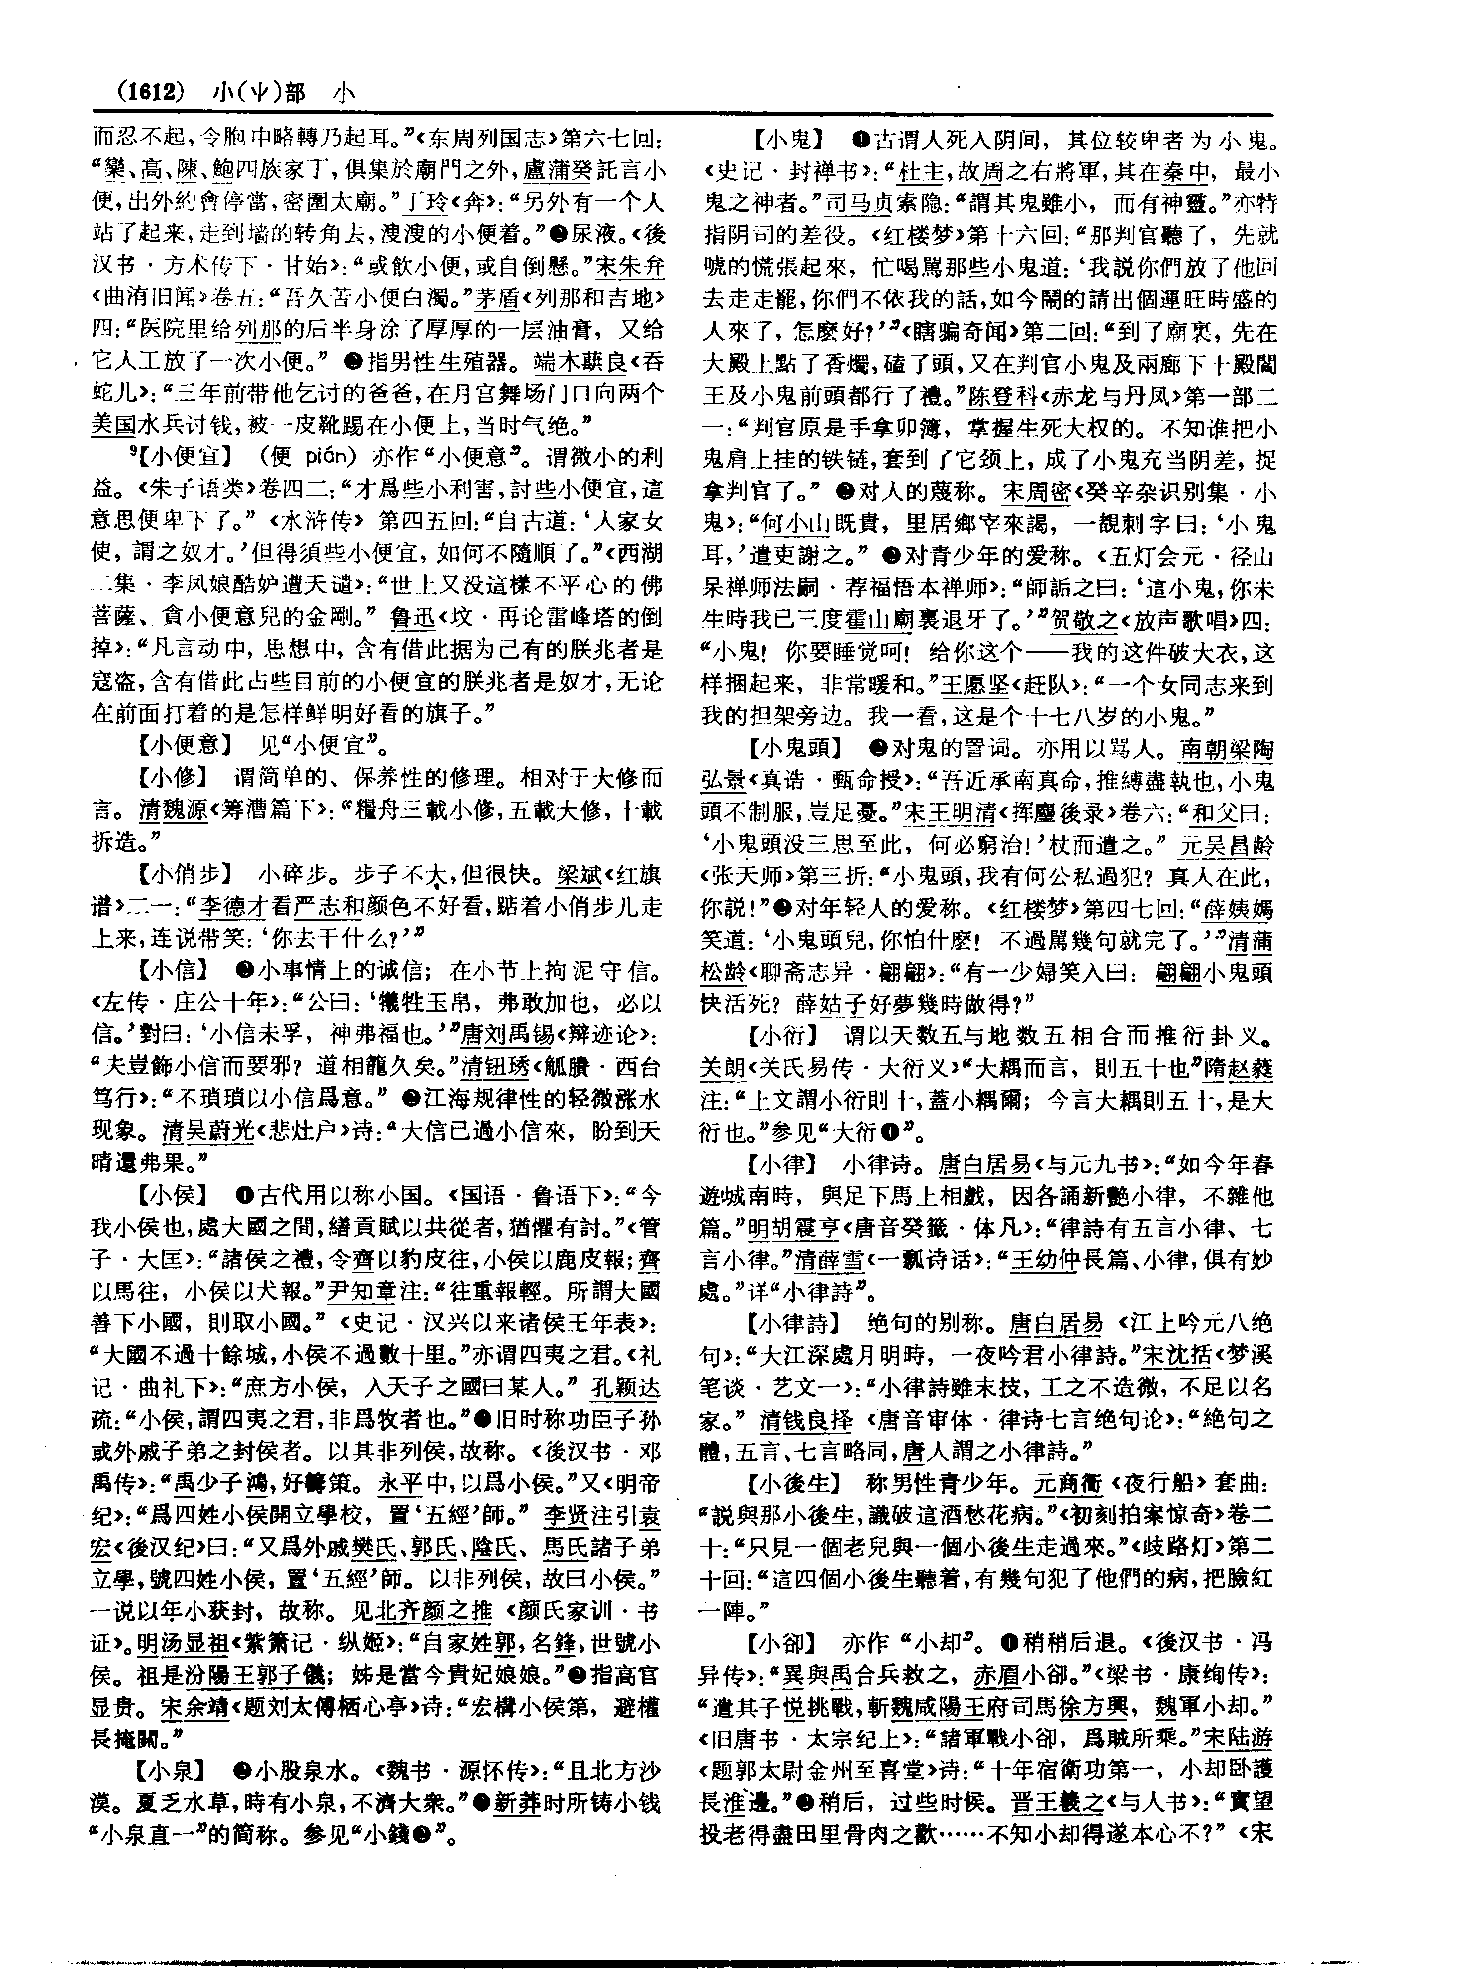 (1612) 小(⺌)部 小
而忍不起，令胞中略轉乃起耳。”《东周列国志》第六七回：
“欒、高、陳、鮑四族家丁，俱集於廟門之外，盧蒲癸託言小
便，出外約會停當，密圍太廟。”丁玲《奔》：“另外有一个人
站了起来，走到墙的转角去，溲溲的小便着。”❷尿液。《後
汉书·方术传下·甘始》：“或飲小便，或自倒懸。”宋朱弁
《曲洧旧闻》卷五：“吾久苦小便白濁。”茅盾《列那和吉地》
四：“医院里给列那的后半身涂了厚厚的一层油膏，又给
它人工放了一次小便。” ❸指男性生殖器。端木蕻良《吞
蛇儿》：“三年前带他乞讨的爸爸，在月宫舞场门口向两个
美国水兵讨钱，被一皮靴踢在小便上，当时气绝。”
⁹【小便宜】 （便 pián）亦作“小便意”。谓微小的利
益。《朱子语类》卷四二：“才爲些小利害，討些小便宜，這
意思便卑下了。”《水浒传》第四五回：“自古道：‘人家女
使，謂之奴才。’但得須些小便宜，如何不隨順了。”《西湖
二集·李凤娘酷妒遭天谴》：“世上又没這樣不平心的佛
菩薩、貪小便意兒的金剛。” 鲁迅《坟·再论雷峰塔的倒
掉》：“凡言动中，思想中，含有借此据为己有的朕兆者是
寇盗，含有借此占些目前的小便宜的朕兆者是奴才，无论
在前面打着的是怎样鲜明好看的旗子。”
【小便意】 见“小便宜”。
【小修】 谓简单的、保养性的修理。相对于大修而
言。清魏源《筹漕篇下》：“糧舟三載小修，五載大修，十載
拆造。”
【小俏步】 小碎步。步子不大，但很快。梁斌《红旗
谱》二一：“李德才看严志和颜色不好看，踮着小俏步儿走
上来，连说带笑：‘你去干什么？’”
【小信】 ❶小事情上的诚信；在小节上拘泥守信。
《左传·庄公十年》：“公曰：‘犧牲玉帛，弗敢加也，必以
信。’對曰：‘小信未孚，神弗福也。’”唐刘禹锡《辩迹论》：
“夫豈飾小信而要邪？道相籠久矣。”清钮琇《觚賸·西台
笃行》：“不瑣瑣以小信爲意。” ❷江海规律性的轻微涨水
现象。清吴蔚光《悲灶户》诗：“大信已過小信來，盼到天
晴還弗果。”
【小侯】 ❶古代用以称小国。《国语·鲁语下》：“今
我小侯也，處大國之間，繕貢賦以共從者，猶懼有討。”《管
子·大匡》：“諸侯之禮，令齊以豹皮往，小侯以鹿皮報；齊
以馬往，小侯以犬報。”尹知章注：“往重報輕。所謂大國
善下小國，則取小國。”《史记·汉兴以来诸侯王年表》：
“大國不過十餘城，小侯不過數十里。”亦谓四夷之君。《礼
记·曲礼下》：“庶方小侯，入天子之國曰某人。”孔颖达
疏：“小侯，謂四夷之君，非爲牧者也。”❷旧时称功臣子孙
或外戚子弟之封侯者。以其非列侯，故称。《後汉书·邓
禹传》：“禹少子鴻，好籌策。永平中，以爲小侯。”又《明帝
纪》：“爲四姓小侯開立學校，置‘五經’師。” 李贤注引袁
宏《後汉纪》曰：“又爲外戚樊氏、郭氏、陰氏、馬氏諸子弟
立學，號四姓小侯，置‘五經’師。以非列侯，故曰小侯。”
一说以年小获封，故称。见北齐颜之推《颜氏家训·书
证》。明汤显祖《紫箫记·纵姬》：“自家姓郭，名鋒，世號小
侯。祖是汾陽王郭子儀；姊是當今貴妃娘娘。”❸指高官
显贵。宋余靖《题刘太傅栖心亭》诗：“宏構小侯第，避權
長掩關。”
【小泉】 ❶小股泉水。《魏书·源怀传》：“且北方沙
漠。夏乏水草，時有小泉，不濟大衆。”❷新莽时所铸小钱
“小泉直一”的简称。参见“小錢❷”。
【小鬼】 ❶古谓人死入阴间，其位较卑者为小鬼。
《史记·封禅书》：“杜主，故周之右將軍，其在秦中，最小
鬼之神者。”司马贞索隐：“謂其鬼雖小，而有神靈。”亦特
指阴司的差役。《红楼梦》第十六回：“那判官聽了，先就
唬的慌張起來，忙喝罵那些小鬼道：‘我説你們放了他回
去走走罷，你們不依我的話，如今鬧的請出個運旺時盛的
人來了，怎麽好？’”《瞎骗奇闻》第二回：“到了廟裏，先在
大殿上點了香燭，磕了頭，又在判官小鬼及兩廊下十殿閻
王及小鬼前頭都行了禮。”陈登科《赤龙与丹凤》第一部二
一：“判官原是手拿卯簿，掌握生死大权的。不知谁把小
鬼肩上挂的铁链，套到了它颈上，成了小鬼充当阴差，捉
拿判官了。” ❷对人的蔑称。宋周密《癸辛杂识别集·小
鬼》：“何小山既貴，里居鄉宰來謁，一覩刺字曰：‘小鬼
耳，’遣吏謝之。” ❸对青少年的爱称。《五灯会元·径山
杲禅师法嗣·荐福悟本禅师》：“師詬之曰：‘這小鬼，你未
生時我已三度霍山廟裏退牙了。’”贺敬之《放声歌唱》四：
“小鬼！你要睡觉呵！给你这个——我的这件破大衣，这
样捆起来，非常暖和。”王愿坚《赶队》：“一个女同志来到
我的担架旁边。我一看，这是个十七八岁的小鬼。”
【小鬼頭】 ❶对鬼的詈词。亦用以骂人。南朝梁陶
弘景《真诰·甄命授》：“吾近承南真命，推縛盡執也，小鬼
頭不制服，豈足憂。”宋王明清《挥麈後录》卷六：“和父曰：
‘小鬼頭没三思至此，何必窮治！’杖而遣之。” 元吴昌龄
《张天师》第三折：“小鬼頭，我有何公私過犯？真人在此，
你説！”❷对年轻人的爱称。《红楼梦》第四七回：“薛姨媽
笑道：‘小鬼頭兒，你怕什麽！不過罵幾句就完了。’”清蒲
松龄《聊斋志异·翩翩》：“有一少婦笑入曰：翩翩小鬼頭
快活死？薛姑子好夢幾時做得？”
【小衍】 谓以天数五与地数五相合而推衍卦义。
关朗《关氏易传·大衍义》“大耦而言，則五十也”隋赵蕤
注：“上文謂小衍則十，蓋小耦爾；今言大耦則五十，是大
衍也。”参见“大衍❶”。
【小律】 小律诗。唐白居易《与元九书》：“如今年春
遊城南時，與足下馬上相戲，因各誦新艷小律，不雜他
篇。”明胡震亨《唐音癸籤·体凡》：“律詩有五言小律、七
言小律。”清薛雪《一瓢诗话》：“王幼仲長篇、小律，俱有妙
處。”详“小律詩”。
【小律詩】 绝句的别称。唐白居易《江上吟元八绝
句》：“大江深處月明時，一夜吟君小律詩。”宋沈括《梦溪
笔谈·艺文一》：“小律詩雖末技，工之不造微，不足以名
家。” 清钱良择《唐音审体·律诗七言绝句论》：“絶句之
體，五言、七言略同，唐人謂之小律詩。”
【小後生】 称男性青少年。元商衟《夜行船》套曲：
“説與那小後生，識破這酒愁花病。”《初刻拍案惊奇》卷二
十：“只見一個老兒與一個小後生走過來。”《歧路灯》第二
十回：“這四個小後生聽着，有幾句犯了他們的病，把臉紅
一陣。”
【小卻】 亦作“小却”。❶稍稍后退。《後汉书·冯
异传》：“異與禹合兵救之，赤眉小卻。”《梁书·康绚传》：
“遣其子悦挑戰，斬魏咸陽王府司馬徐方興，魏軍小却。”
《旧唐书·太宗纪上》：“諸軍戰小卻，爲賊所乘。”宋陆游
《题郭太尉金州至喜堂》诗：“十年宿衛功第一，小却卧護
長淮邊。”❷稍后，过些时候。晋王羲之《与人书》：“實望
投老得盡田里骨肉之歡……不知小却得遂本心不？”《宋